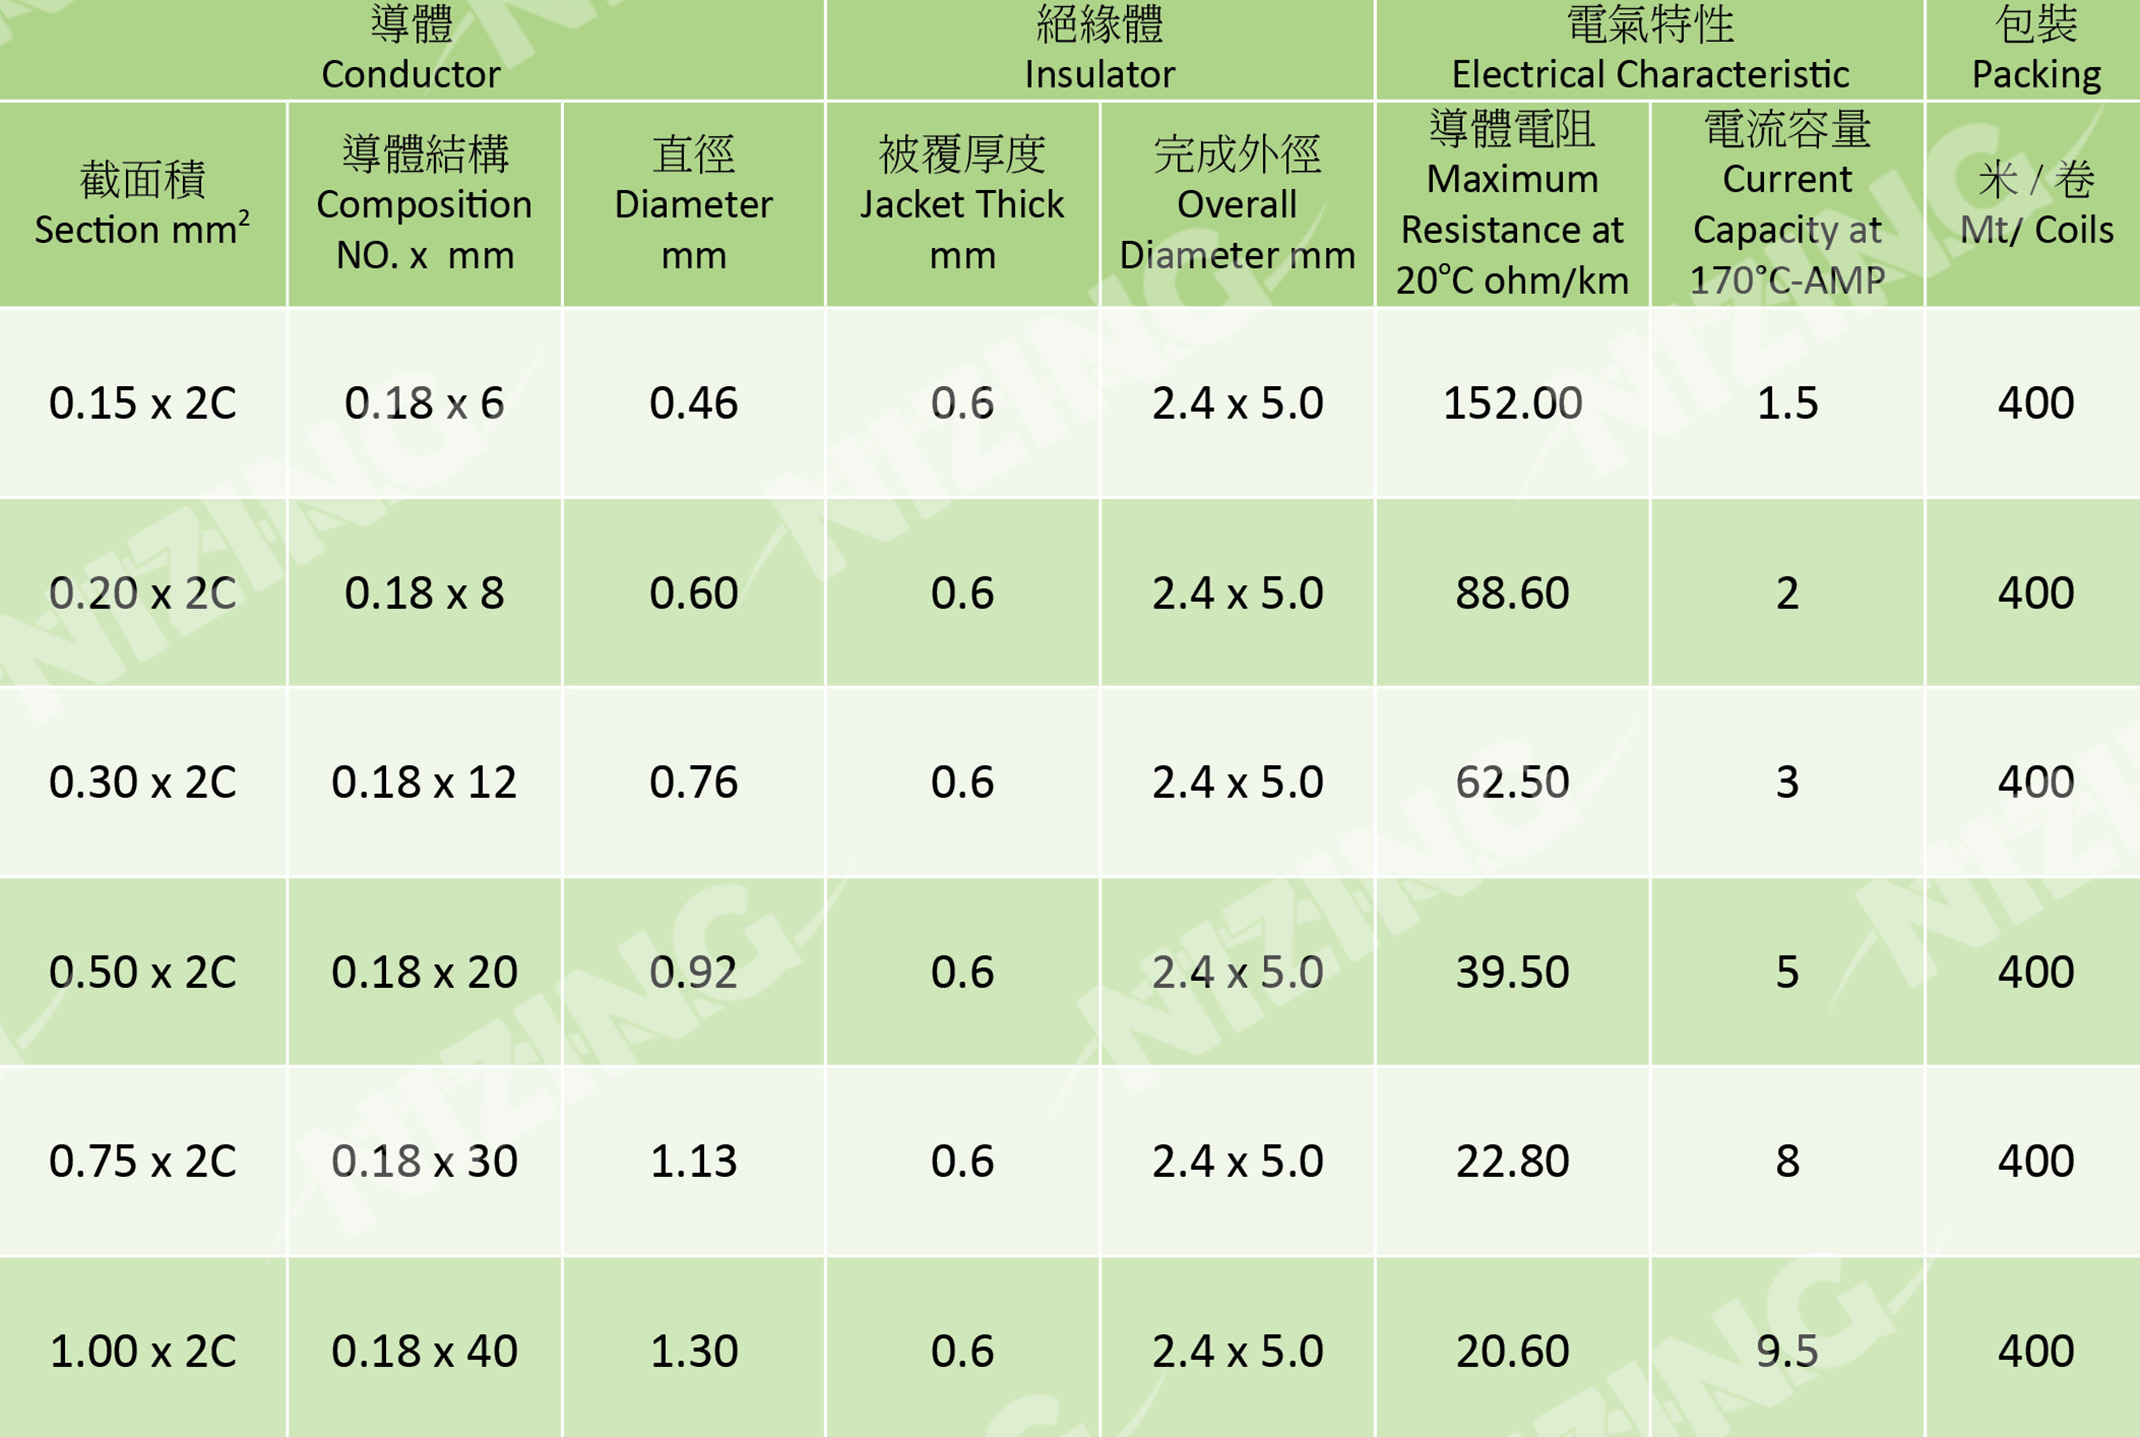 導體
Conductor
絕緣體
Insulator
電氣特性
Electrical Characteristic
包裝
Packing
截面積
Section mm²
導體結構
Composition
NO. x  mm
直徑
Diameter
mm
被覆厚度
Jacket Thick
mm
完成外徑
Overall
Diameter mm
導體電阻
Maximum
Resistance at
20°C ohm/km
電流容量
Current
Capacity at
170°C-AMP
米 / 卷
Mt/ Coils
0.15 x 2C 0.18 x 6 0.46 0.6 2.4 x 5.0 152.00 1.5 400
0.20 x 2C 0.18 x 8 0.60 0.6 2.4 x 5.0 88.60 2 400
0.30 x 2C 0.18 x 12 0.76 0.6 2.4 x 5.0 62.50 3 400
0.50 x 2C 0.18 x 20 0.92 0.6 2.4 x 5.0 39.50 5 400
0.75 x 2C 0.18 x 30 1.13 0.6 2.4 x 5.0 22.80 8 400
1.00 x 2C 0.18 x 40 1.30 0.6 2.4 x 5.0 20.60 9.5 400
NIZING
NIZING
NIZING
NIZING
NIZING
NIZING
NIZING